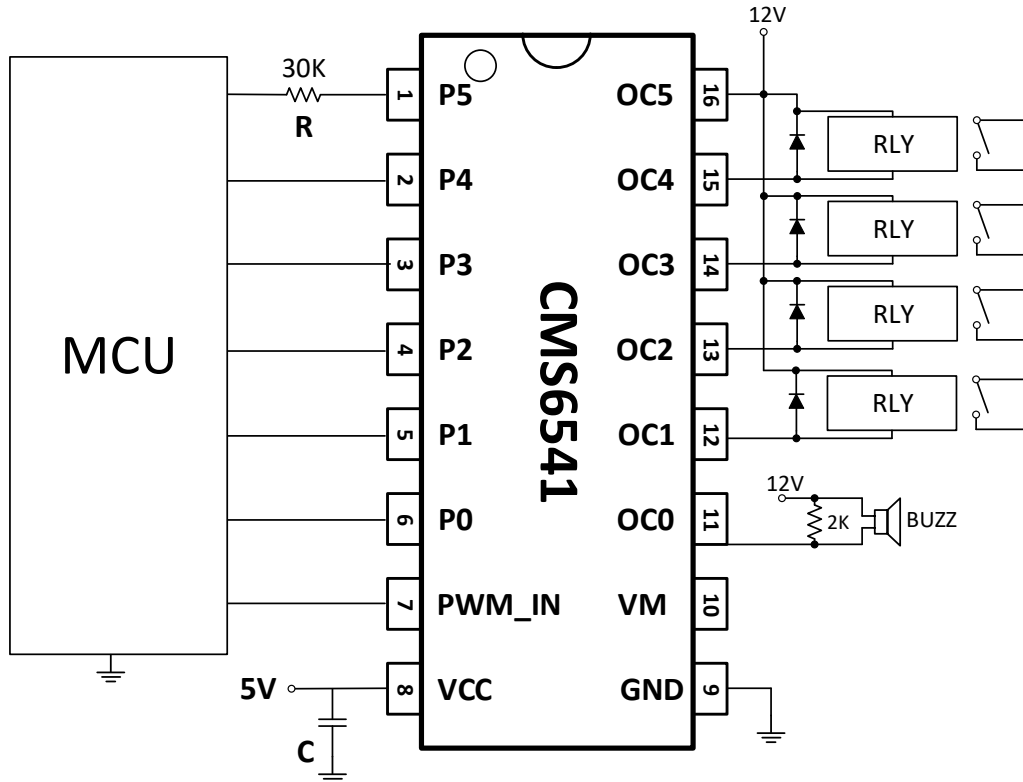 12V
30K
R
MCU
1
P5
OC5
16
RLY
2
P4
OC4
15
RLY
3
P3
OC3
14
RLY
4
P2
OC2
13
RLY
5
P1
OC1
12
CMS6541
12V
6
P0
OC0
11
2K
BUZZ
7
PWM_IN
VM
10
5V
8
VCC
GND
9
C